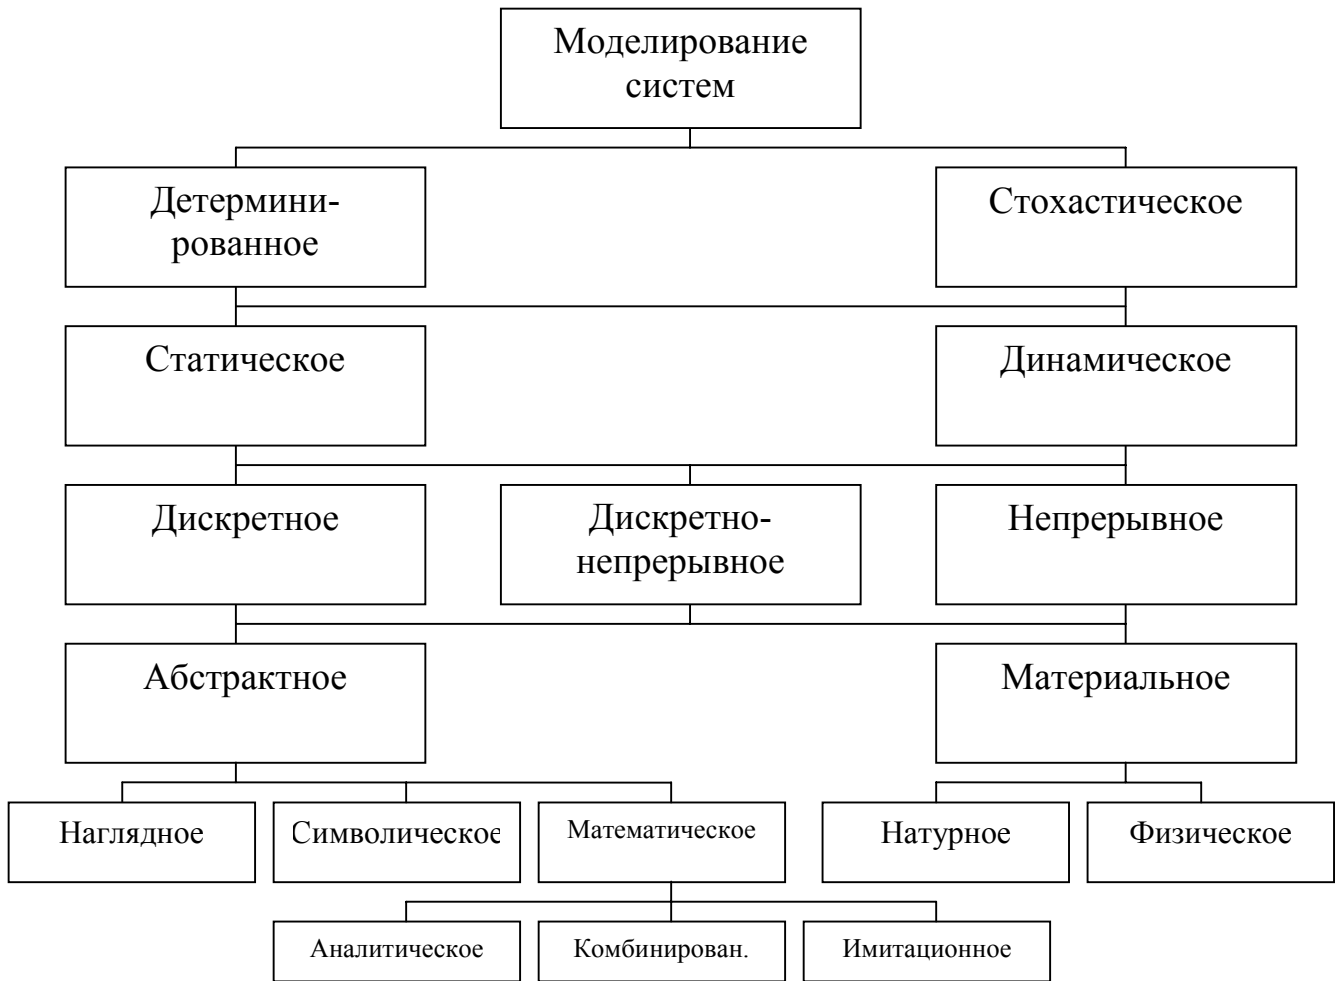 Моделирование
систем
Детермини-
рованное
Стохастическое
Статическое
Динамическое
Дискретное
Дискретно-
непрерывное
Непрерывное
Абстрактное
Материальное
Наглядное
Символическое
Математическое
Натурное
Физическое
Аналитическое
Комбинирован.
Имитационное